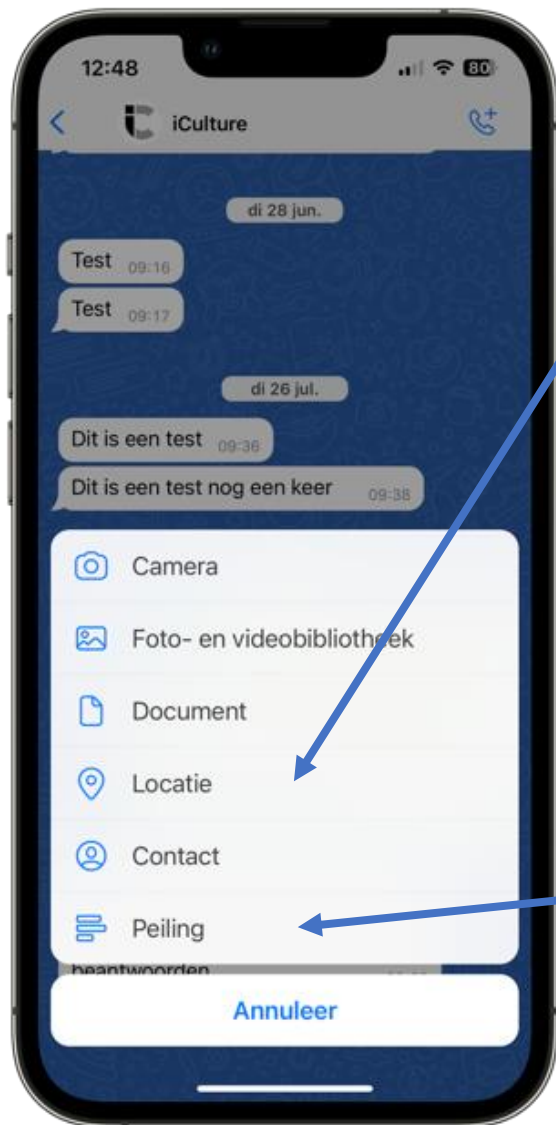 12:48
80
iCulture
di 28 jun.
Test 09:16
Test 09:17
di 26 jul.
Dit is een test 09:36
Dit is een test nog een keer 09:38
Camera
Foto- en videobibliotheek
Document
Locatie
Contact
Peiling
beantwoorden
Annuleer